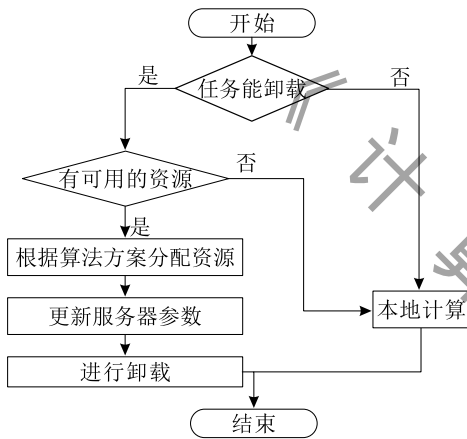 开始
是
任务能卸载
否
有可用的资源
否
是
根据算法方案分配资源
更新服务器参数
本地计算
进行卸载
结束
《计算